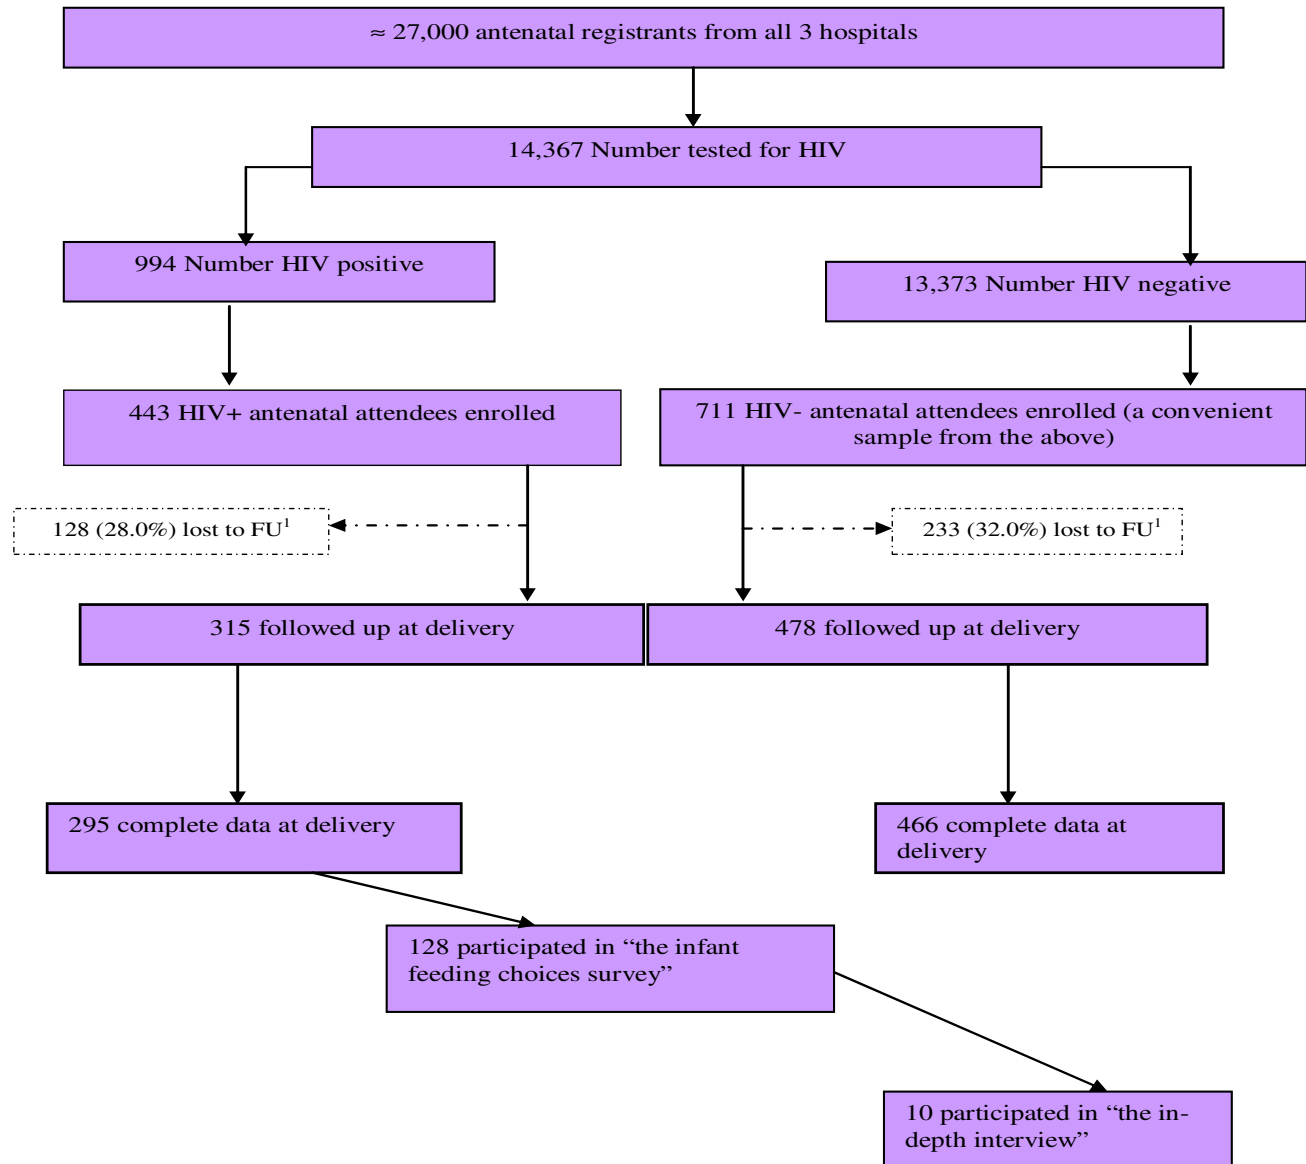 ≈ 27,000 antenatal registrants from all 3 hospitals
14,367 Number tested for HIV
994 Number HIV positive
13,373 Number HIV negative
443 HIV+ antenatal attendees enrolled
711 HIV- antenatal attendees enrolled (a convenient
sample from the above)
128 (28.0%) lost to FU¹
233 (32.0%) lost to FU¹
315 followed up at delivery
478 followed up at delivery
295 complete data at delivery
466 complete data at
delivery
128 participated in “the infant
feeding choices survey”
10 participated in “the in-
depth interview”